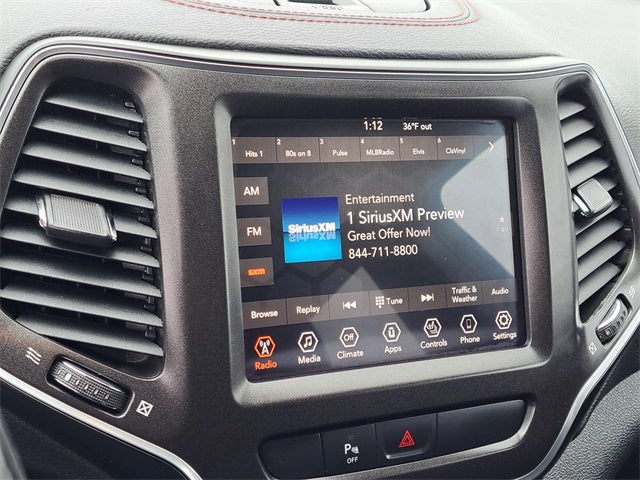 1:12 36°F out
1 2 3 4 5 6
Hits 1 80s on 8 Pulse MLBRadio Elvis ClsVinyl
AM
FM
sxm
SiriusXM
Entertainment
1 SiriusXM Preview
Great Offer Now!
844-711-8800
Fav
Browse Replay Tune Traffic & Weather Audio
Off
Radio Media Climate Apps Controls Phone Settings
P
OFF